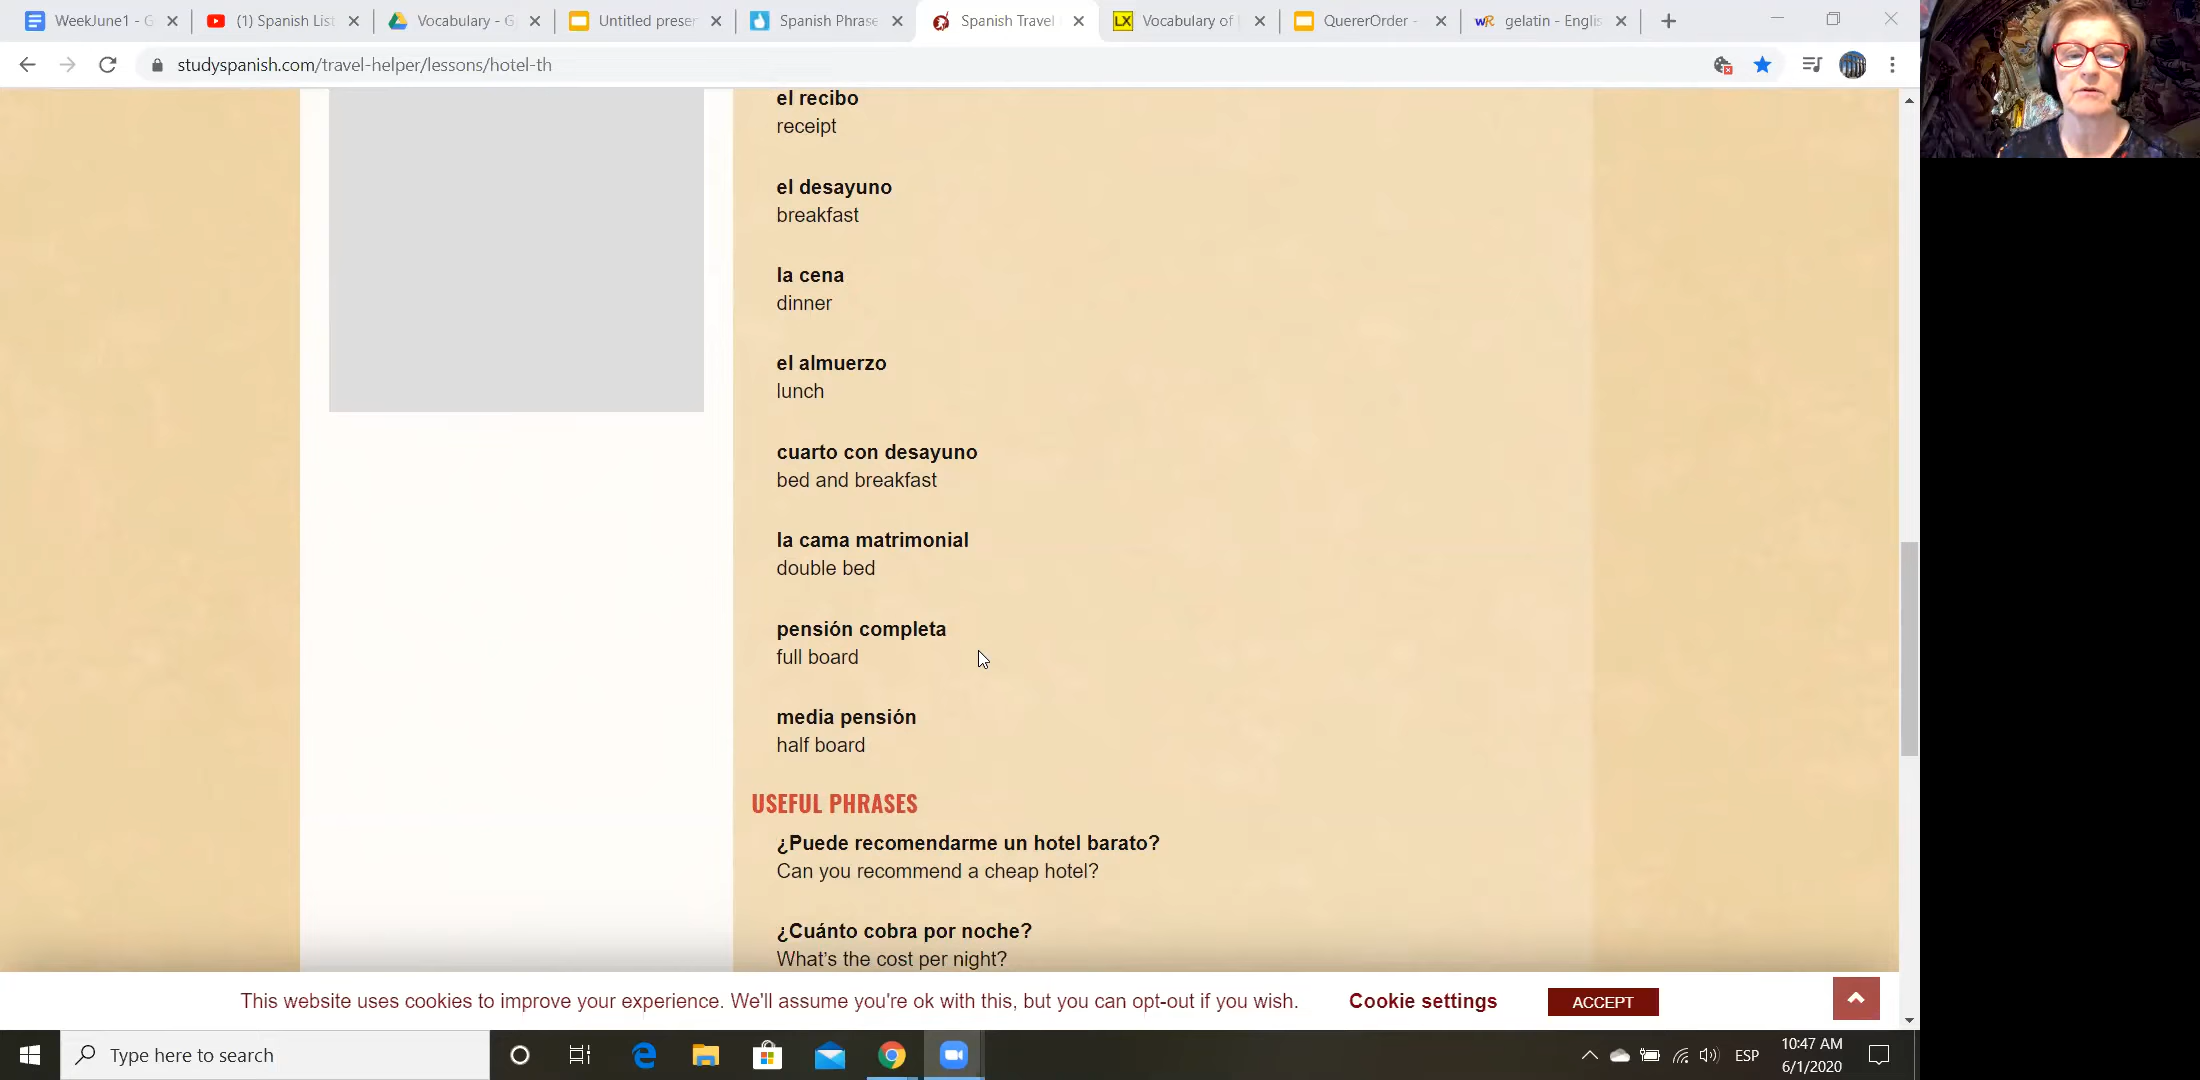 WeekJune1 - G
(1) Spanish List
Vocabulary - G
Untitled preser
Spanish Phrase
Spanish Travel
LX
Vocabulary of
QuererOrder -
WR
gelatin - Englis
studyspanish.com/travel-helper/lessons/hotel-th
el recibo
receipt
el desayuno
breakfast
la cena
dinner
el almuerzo
lunch
cuarto con desayuno
bed and breakfast
la cama matrimonial
double bed
pensión completa
full board
media pensión
half board
USEFUL PHRASES
¿Puede recomendarme un hotel barato?
Can you recommend a cheap hotel?
¿Cuánto cobra por noche?
What's the cost per night?
This website uses cookies to improve your experience. We'll assume you're ok with this, but you can opt-out if you wish.
Cookie settings
ACCEPT
Type here to search
ESP
10:47 AM
6/1/2020